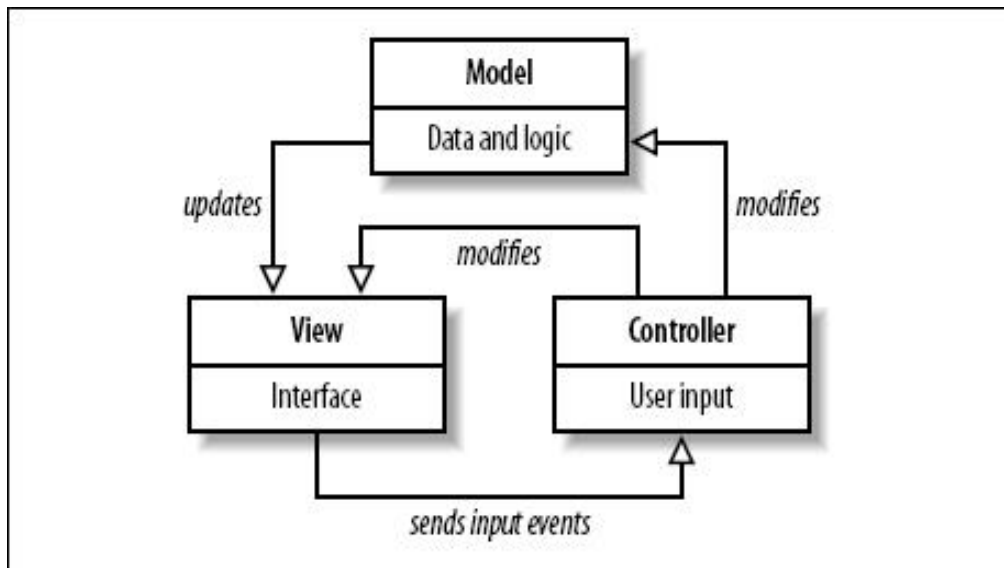 Model
Data and logic
updates
modifies
modifies
View
Interface
Controller
User input
sends input events